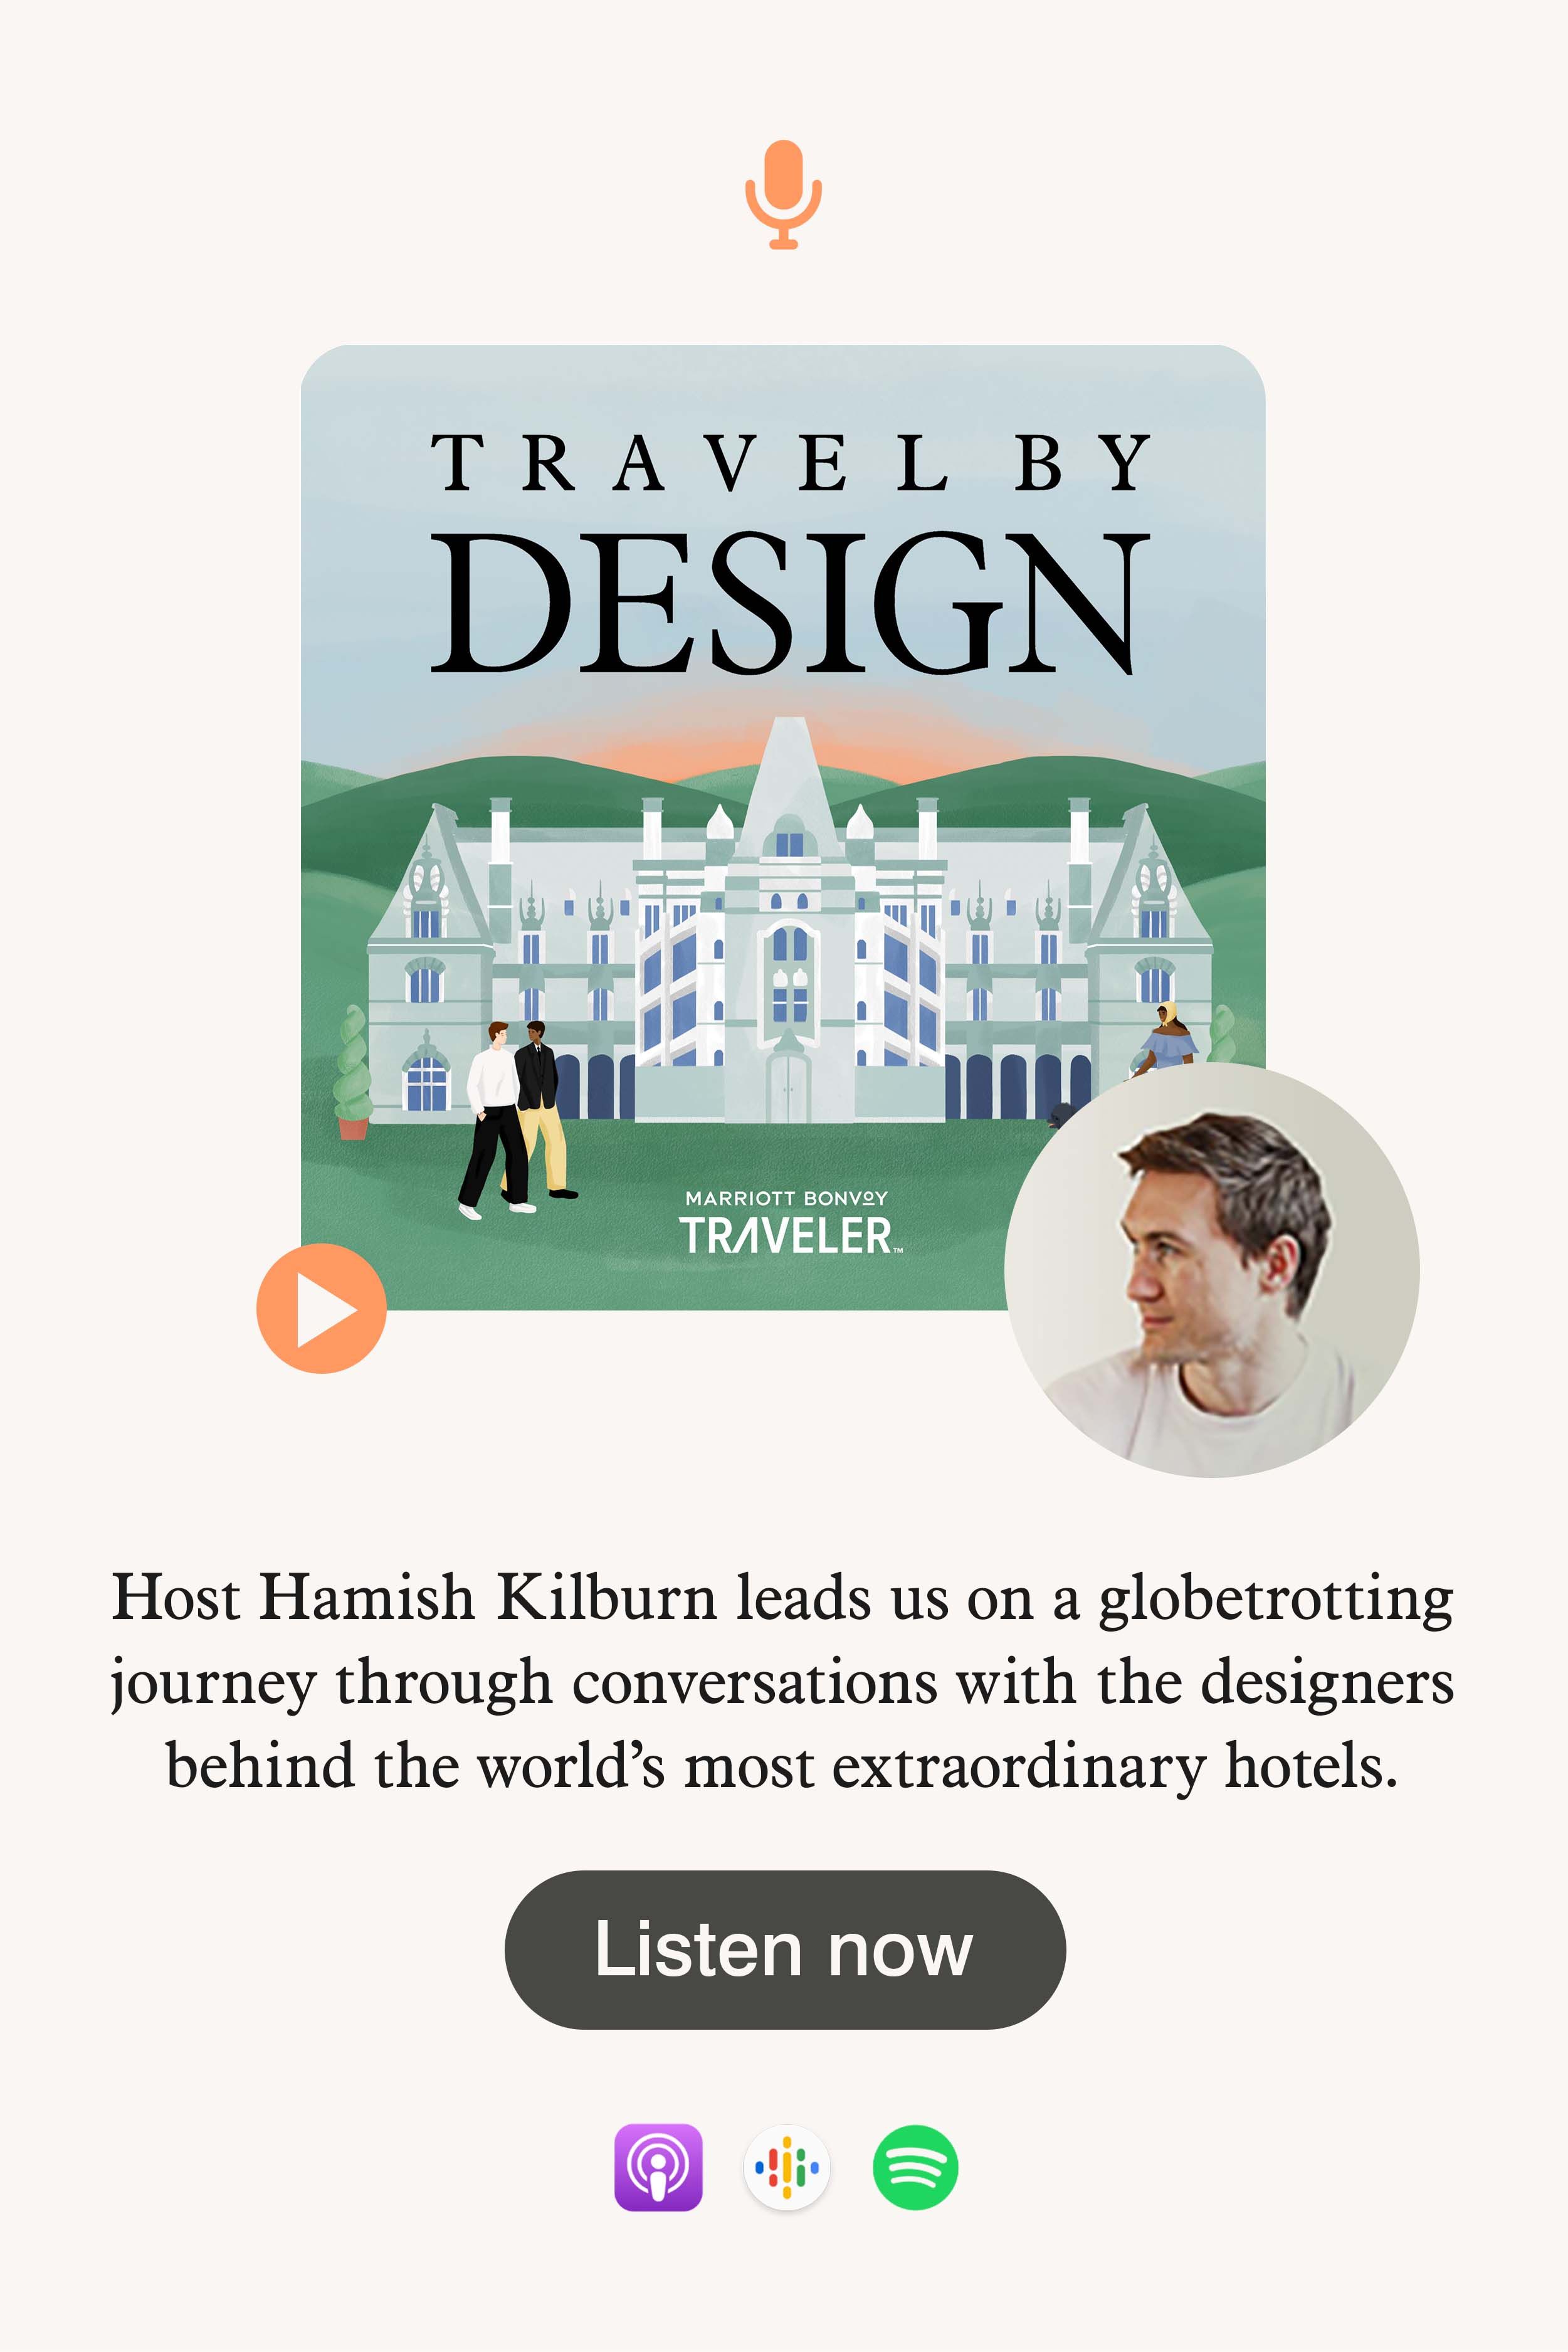 TRAVEL BY
DESIGN
MARRIOTT BONVOY
TRAVELER™
Host Hamish Kilburn leads us on a globetrotting
journey through conversations with the designers
behind the world’s most extraordinary hotels.
Listen now